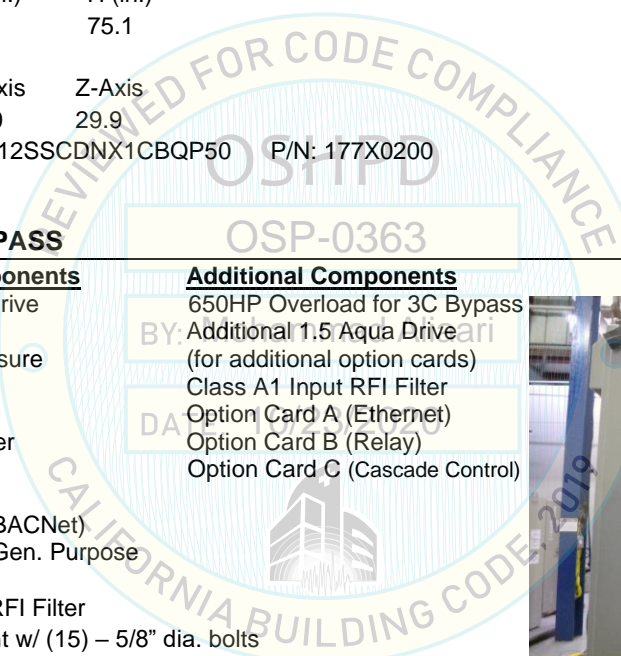 75.1
Z-Axis
29.9
12SSCDNX1CBQP50 P/N: 177X0200
REVIEWED FOR CODE COMPLIANCE
OSHPD
OSP-0363
Additional Components
650HP Overload for 3C Bypass
BY: Mohammad Aliaari
Additional 1.5 Aqua Drive
(for additional option cards)
Class A1 Input RFI Filter
DATE: 10/23/2020
Option Card A (Ethernet)
Option Card B (Relay)
Option Card C (Cascade Control)
BACNet)
Gen. Purpose
RFI Filter
w/ (15) – 5/8” dia. bolts
CALIFORNIA BUILDING CODE, 2019